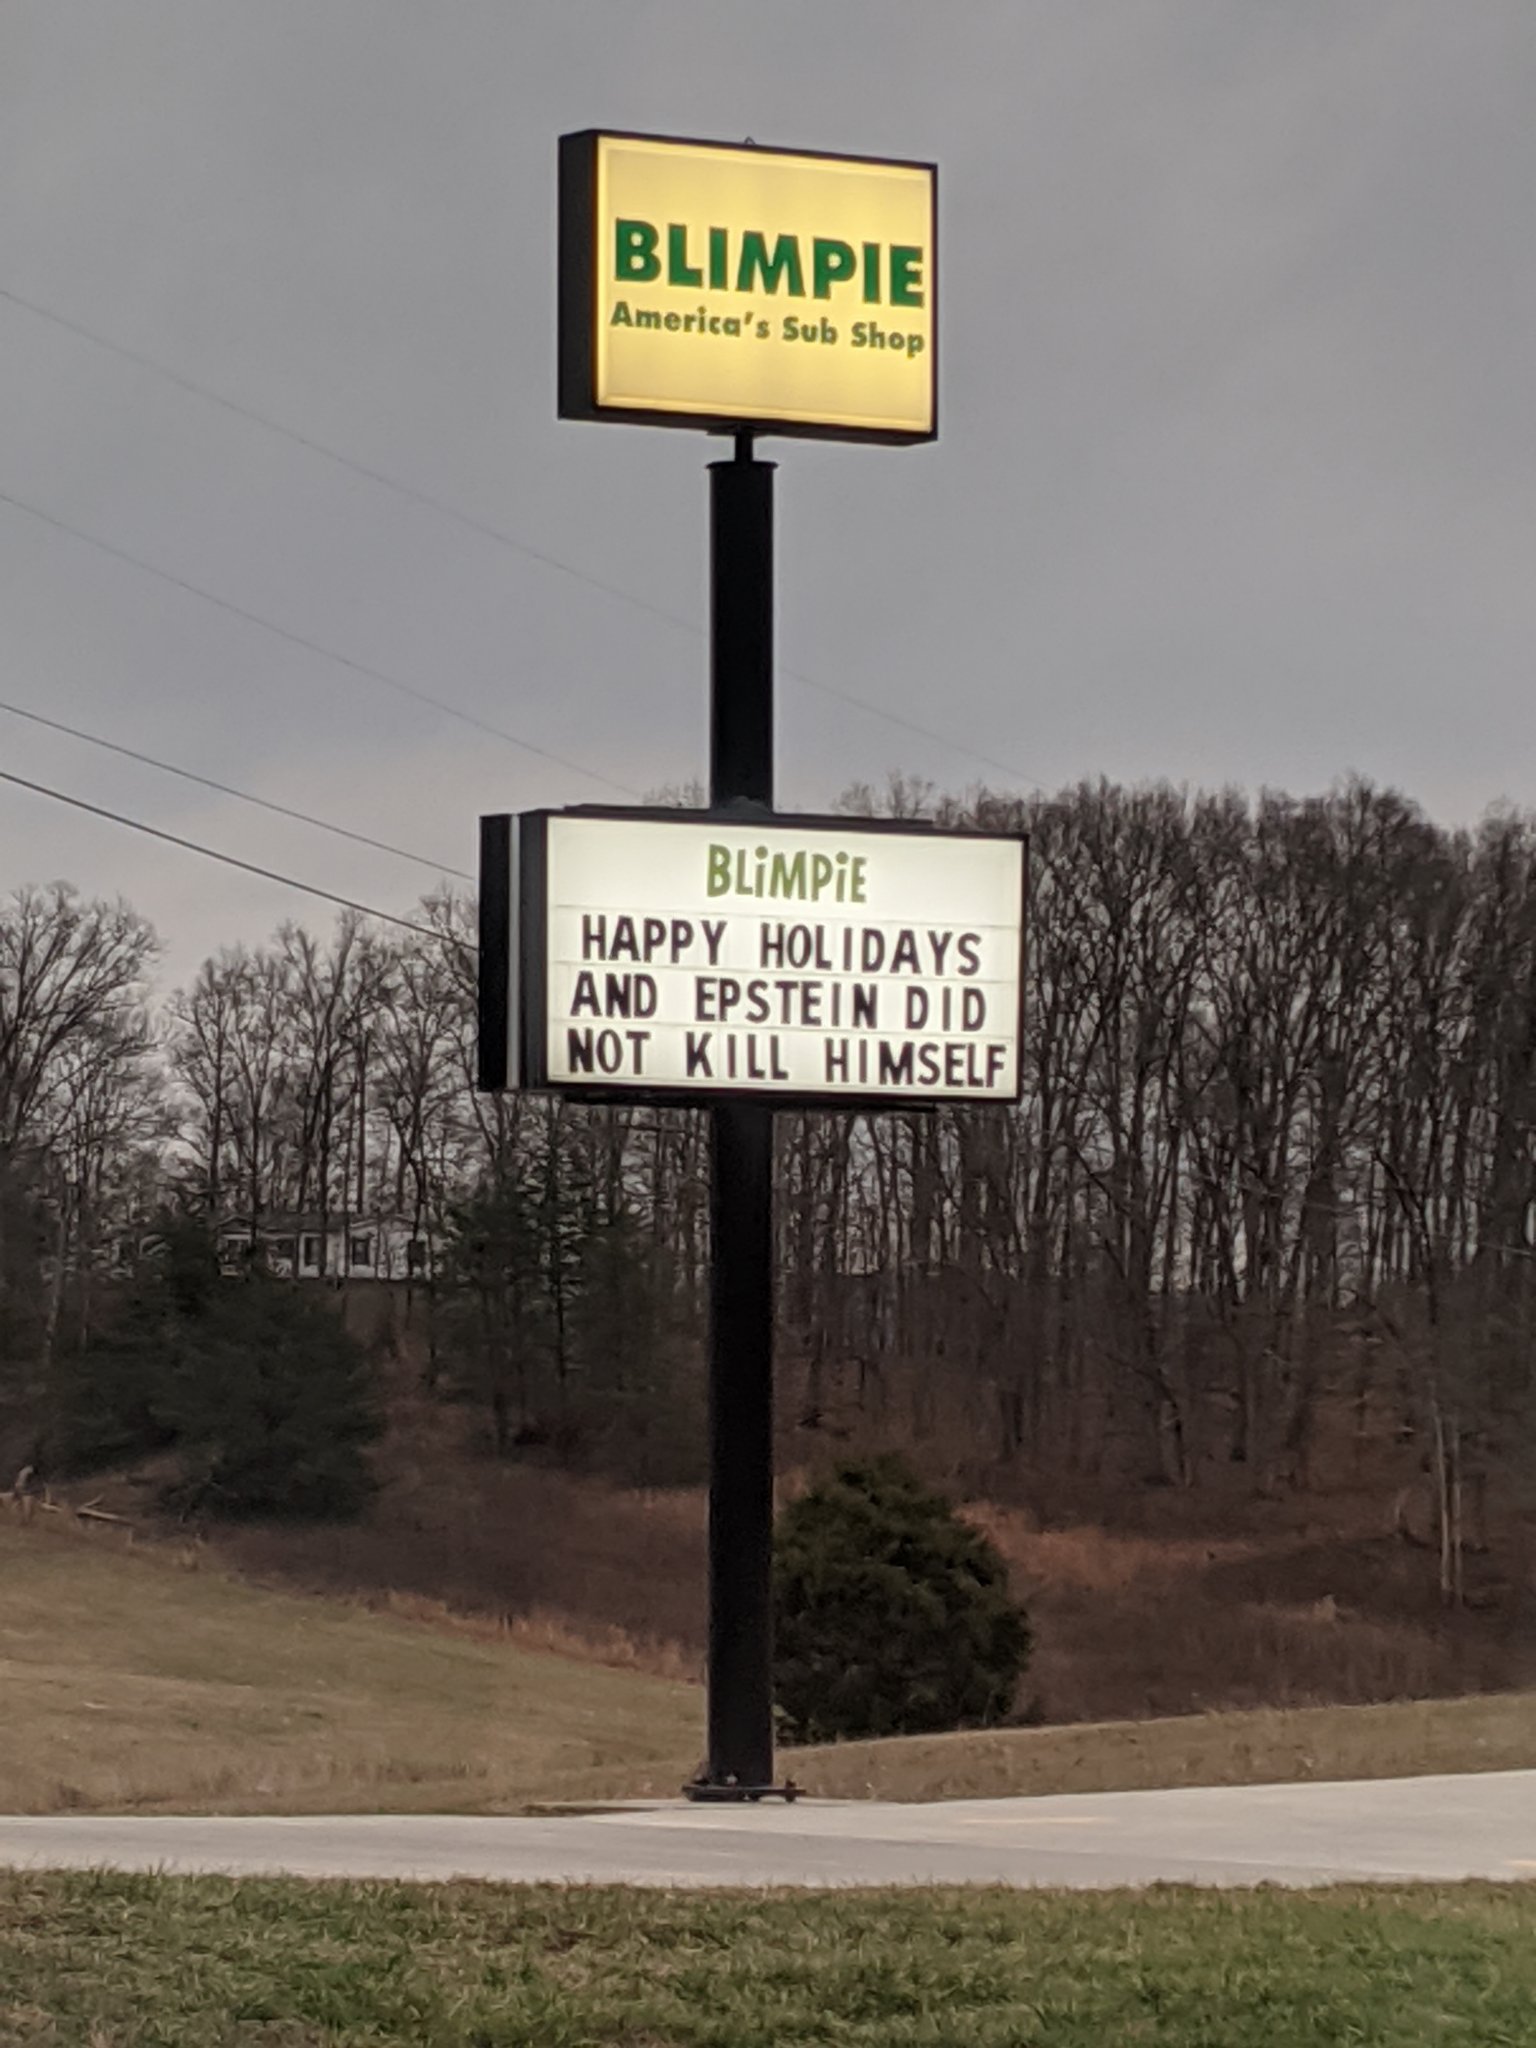 BLIMPIE
America's Sub Shop
BLiMPiE
HAPPY HOLIDAYS
AND EPSTEIN DID
NOT KILL HIMSELF